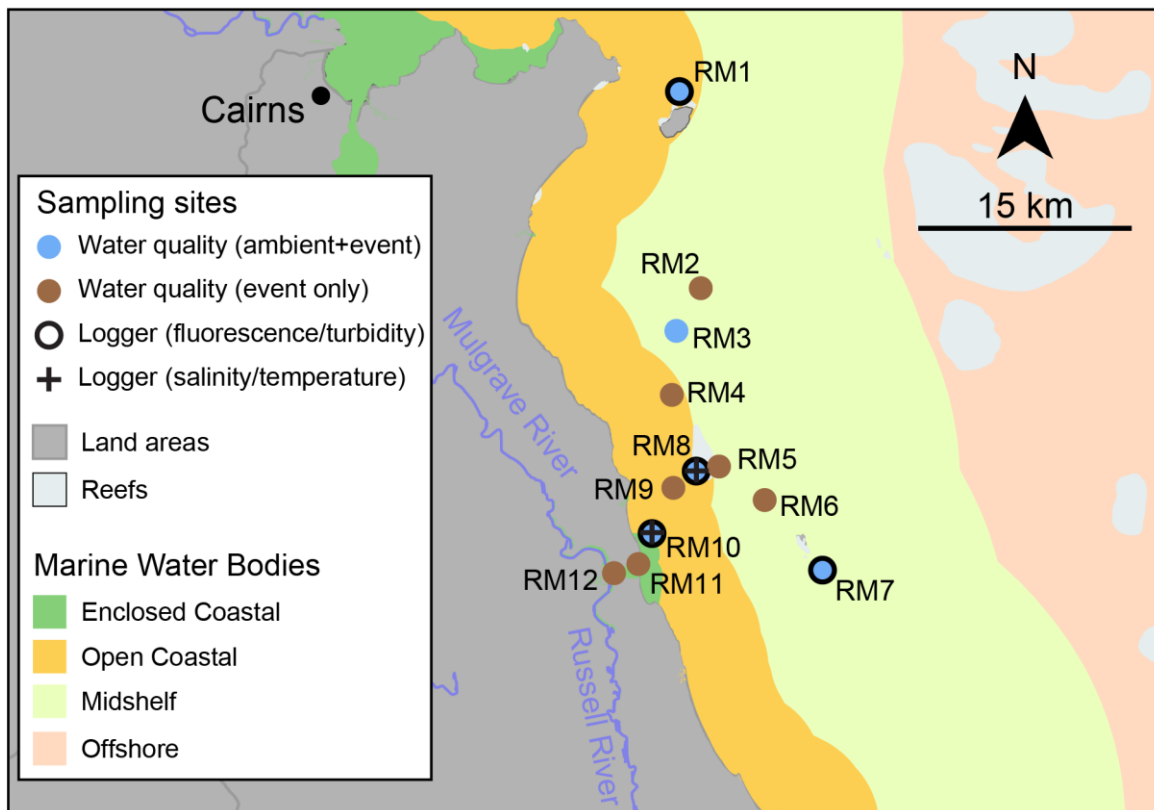 RM1
N
Cairns
15 km
Sampling sites
Water quality (ambient+event)
Water quality (event only)
Logger (fluorescence/turbidity)
Logger (salinity/temperature)
Land areas
Reefs
Marine Water Bodies
Enclosed Coastal
Open Coastal
Midshelf
Offshore
RM2
RM3
Mulgrave River
RM4
RM8
RM5
RM9
RM6
RM10
RM11
RM12
RM7
Russell River